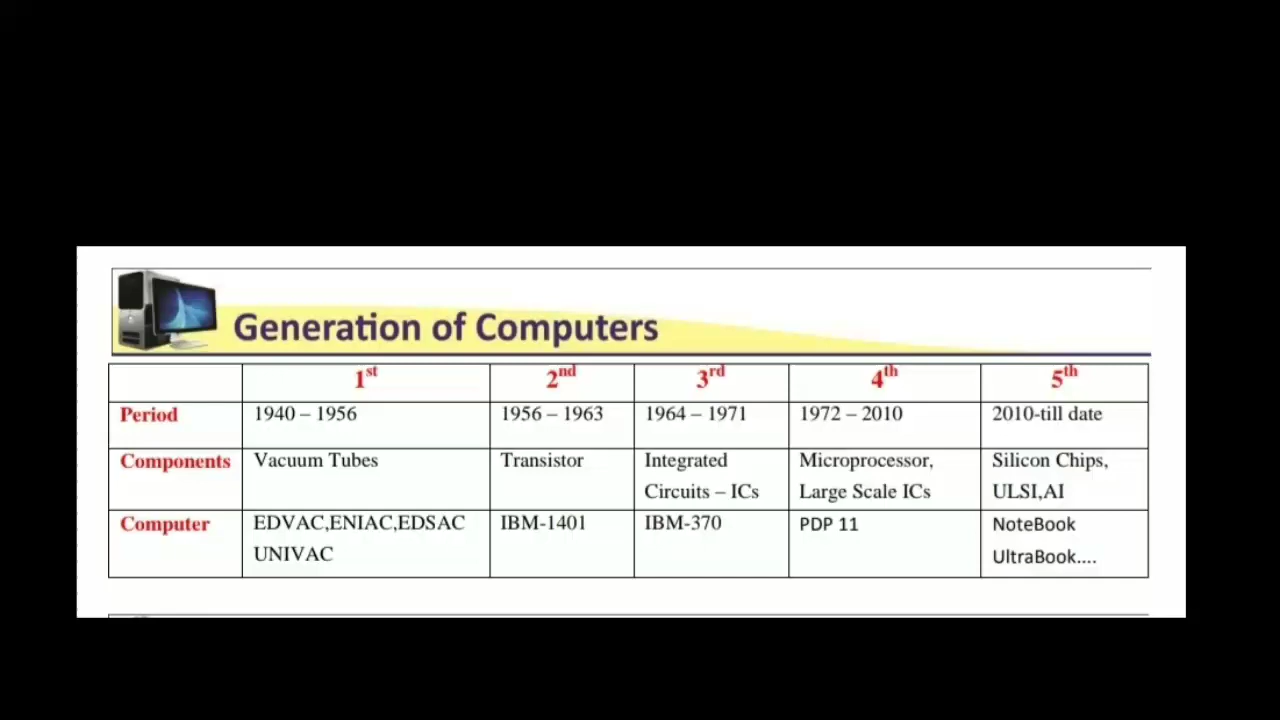 Generation of Computers
1st 2nd 3rd 4th 5th
Period 1940 – 1956 1956 – 1963 1964 – 1971 1972 – 2010 2010-till date
Components Vacuum Tubes Transistor Integrated Microprocessor, Silicon Chips,
Circuits – ICs Large Scale ICs ULSI,AI
Computer EDVAC,ENIAC,EDSAC IBM-1401 IBM-370 PDP 11 NoteBook
UNIVAC UltraBook....